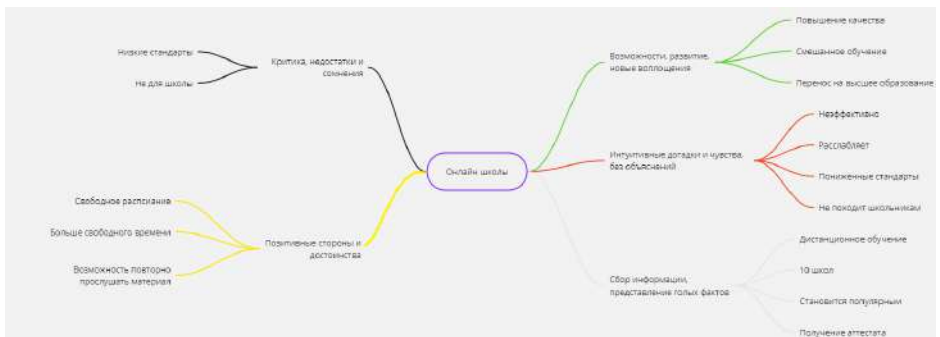 Онлайн школы
Критика, недостатки и
сомнения
Низкие стандарты
Не для школы
Позитивные стороны и
достоинства
Свободное расписание
Больше свободного времени
Возможность повторно
прослушать материал
Возможности, развитие,
новые воплощения
Повышение качества
Смешанное обучение
Перенос на высшее образование
Интуитивные догадки и чувства,
без объяснений
Неэффективно
Расслабляет
Пониженные стандарты
Не походит школьникам
Сбор информации,
представление голых фактов
Дистанционное обучение
10 школ
Становится популярным
Получение аттестата